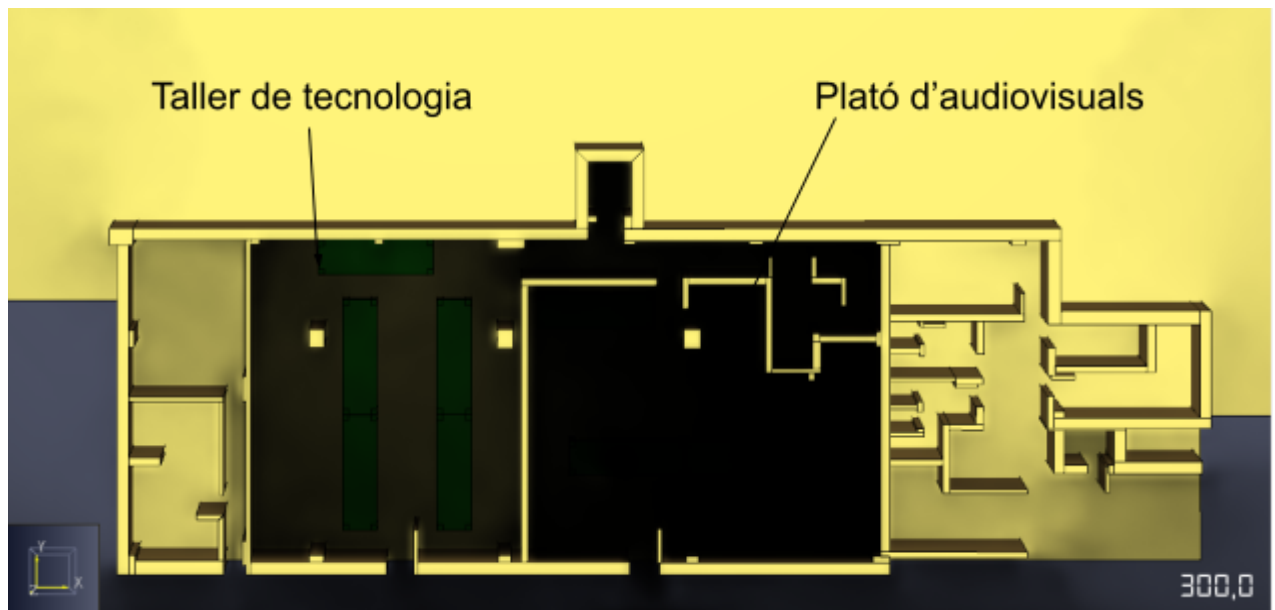 Taller de tecnologia
Plató d'audiovisuals
Y
Z
X
300,0